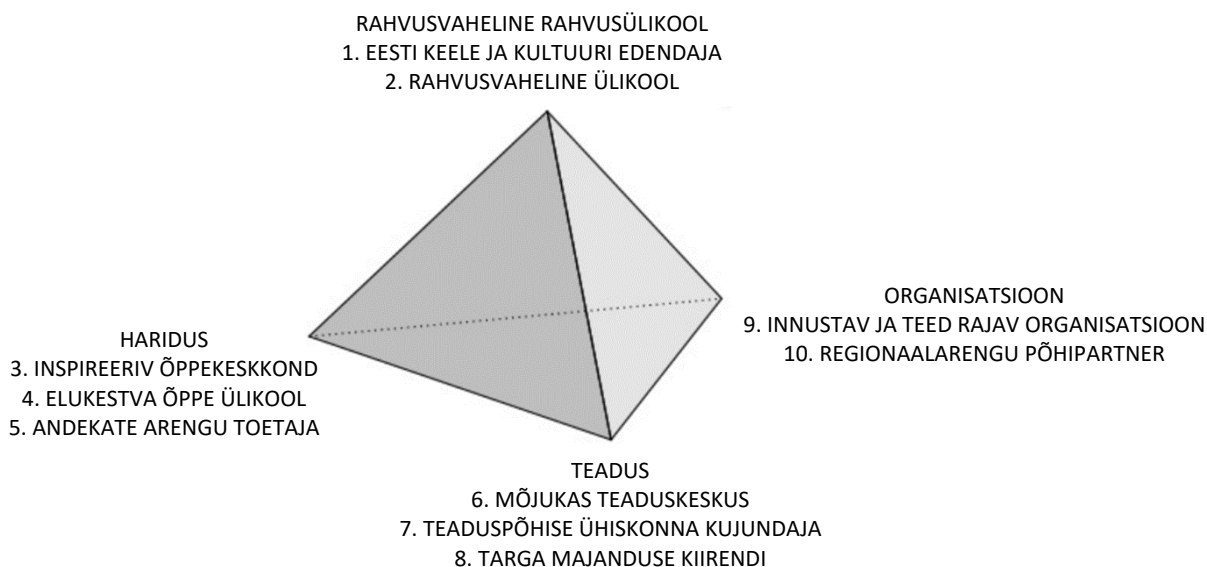 RAHVUSVAHELINE RAHVUSÜLIKOOL
1. EESTI KEELE JA KULTUURI EDENDAJA
2. RAHVUSVAHELINE ÜLIKOOL
HARIDUS
3. INSPIREERIV ÕPPEKESKKOND
4. ELUKESTVA ÕPPE ÜLIKOOL
5. ANDEKATE ARENGU TOETAJA
ORGANISATSIOON
9. INNUSTAV JA TEED RAJAV ORGANISATSIOON
10. REGIONAALARENGU PÕHIPARTNER
TEADUS
6. MÕJUKAS TEADUSKESKUS
7. TEADUSPÕHISE ÜHISKONNA KUJUNDAJA
8. TARGA MAJANDUSE KIIRENDI